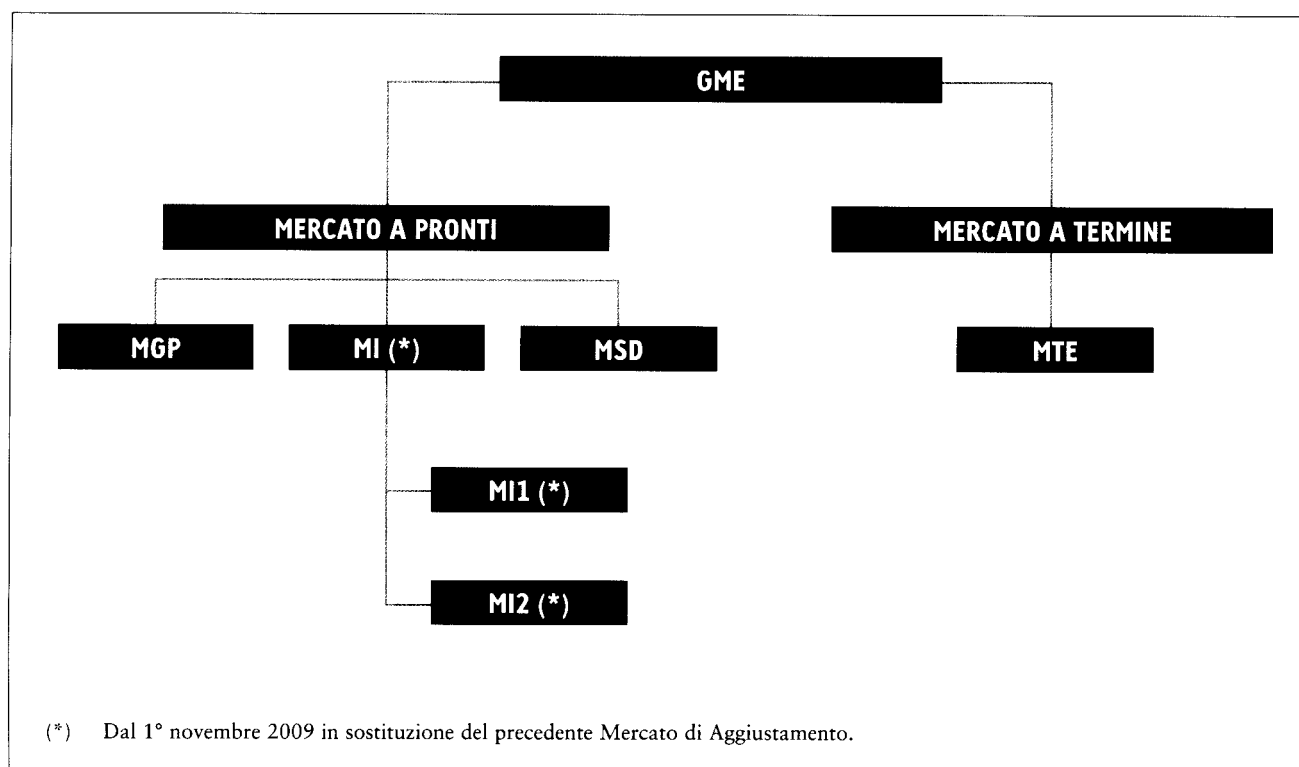 GME
MERCATO A PRONTI
MERCATO A TERMINE
MGP
MI (*)
MSD
MTE
MI1 (*)
MI2 (*)
(*) Dal 1° novembre 2009 in sostituzione del precedente Mercato di Aggiustamento.